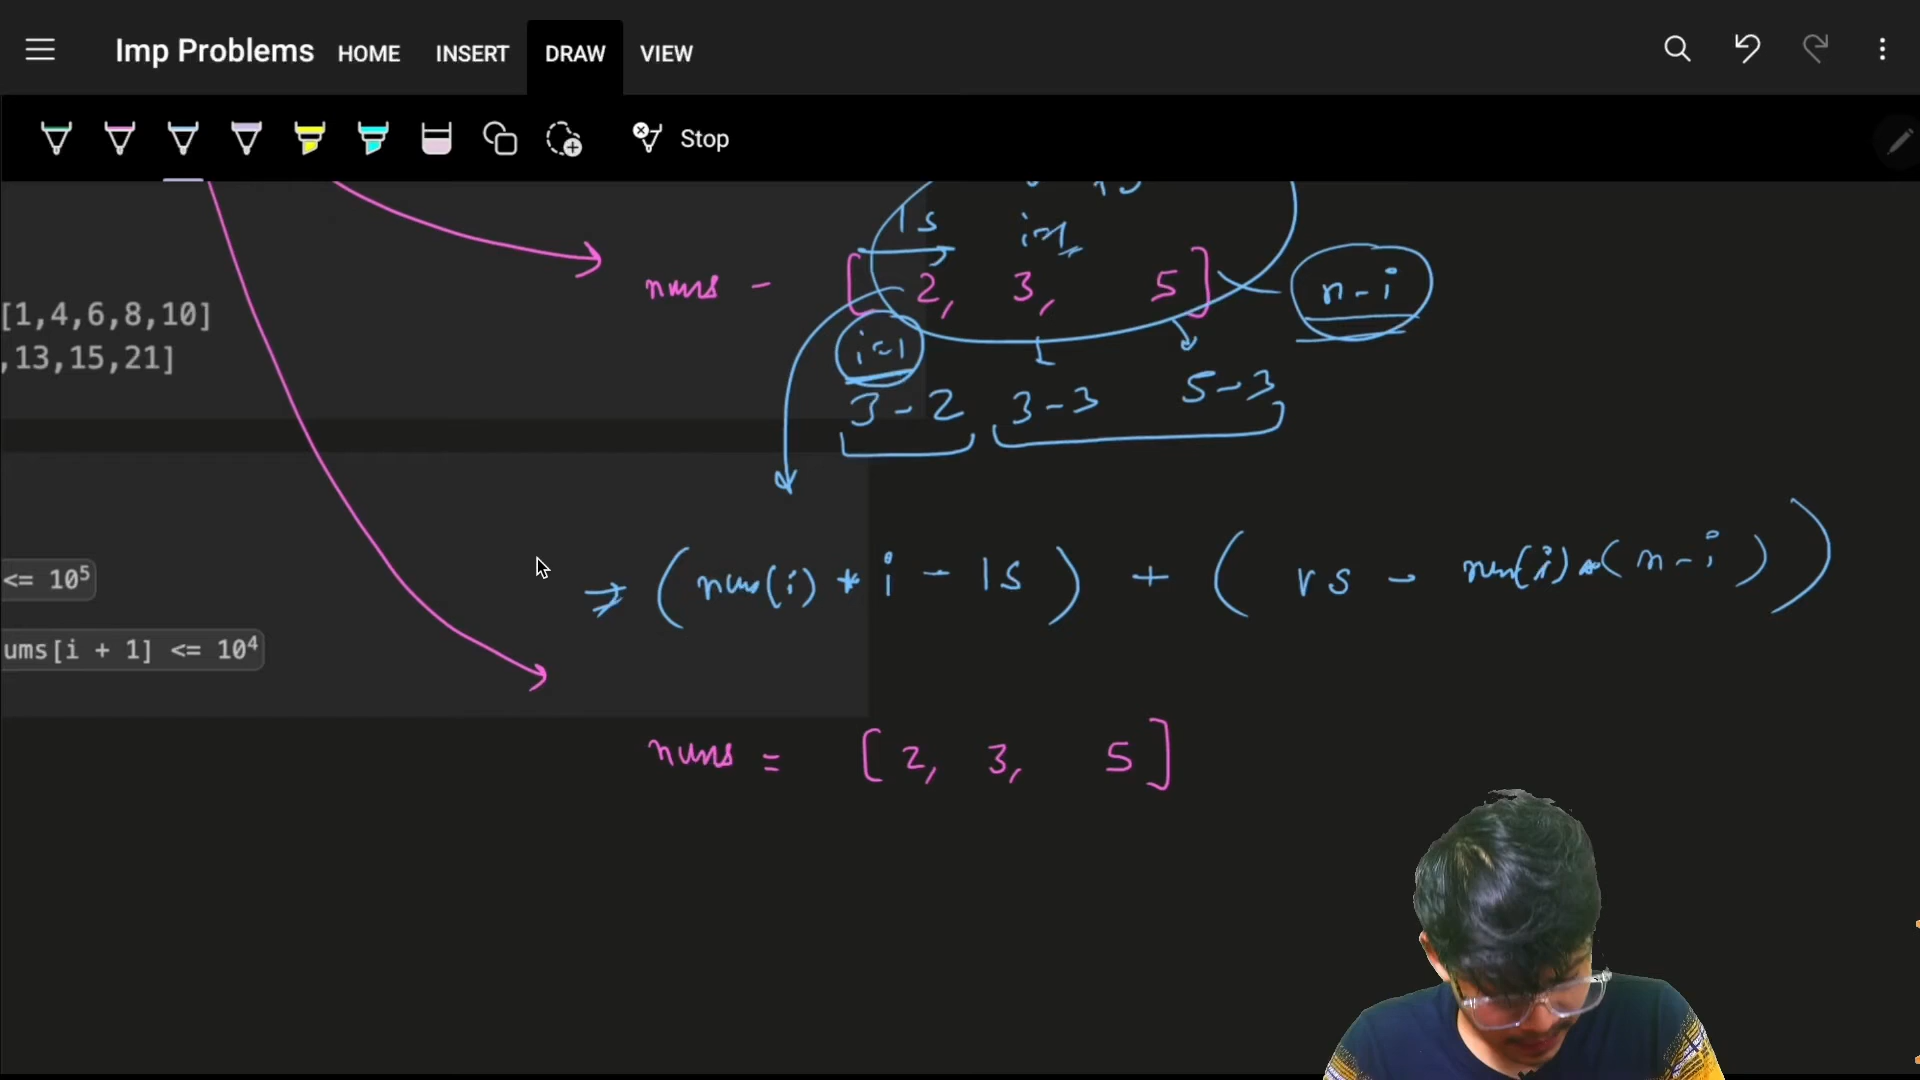 Imp Problems HOME INSERT DRAW VIEW
Stop
ls i=1
nums - [ 2, 3, 5 ] n-i
[1,4,6,8,10]
,13,15,21]
i=1
3-2 3-3 5-3
<= 10⁵
⇒ (nums(i) * i - ls) + ( rs - num(i)*(n-i) )
ums[i + 1] <= 10⁴
nums = [ 2, 3, 5 ]